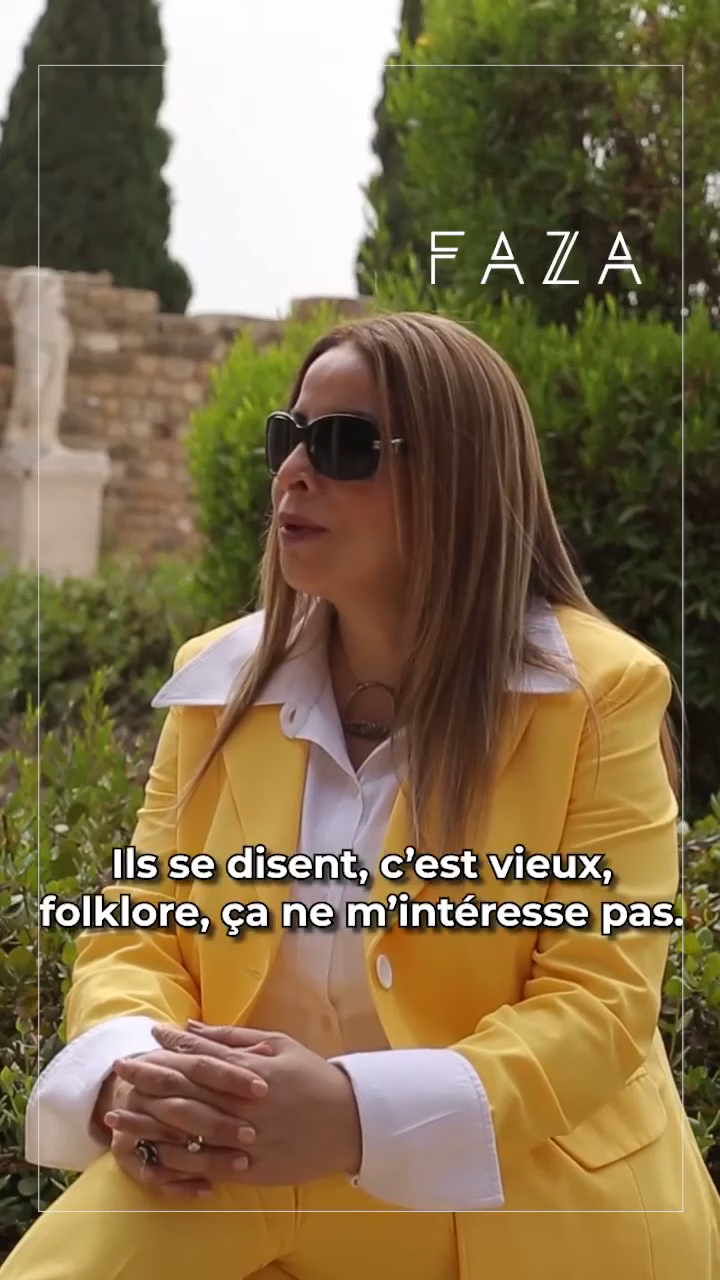 FAZA
Ils se disent, c’est vieux,
folklore, ça ne m’intéresse pas.